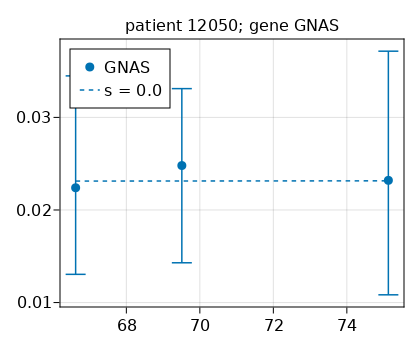 patient 12050; gene GNAS
GNAS
s = 0.0
0.03
0.02
0.01
68 70 72 74